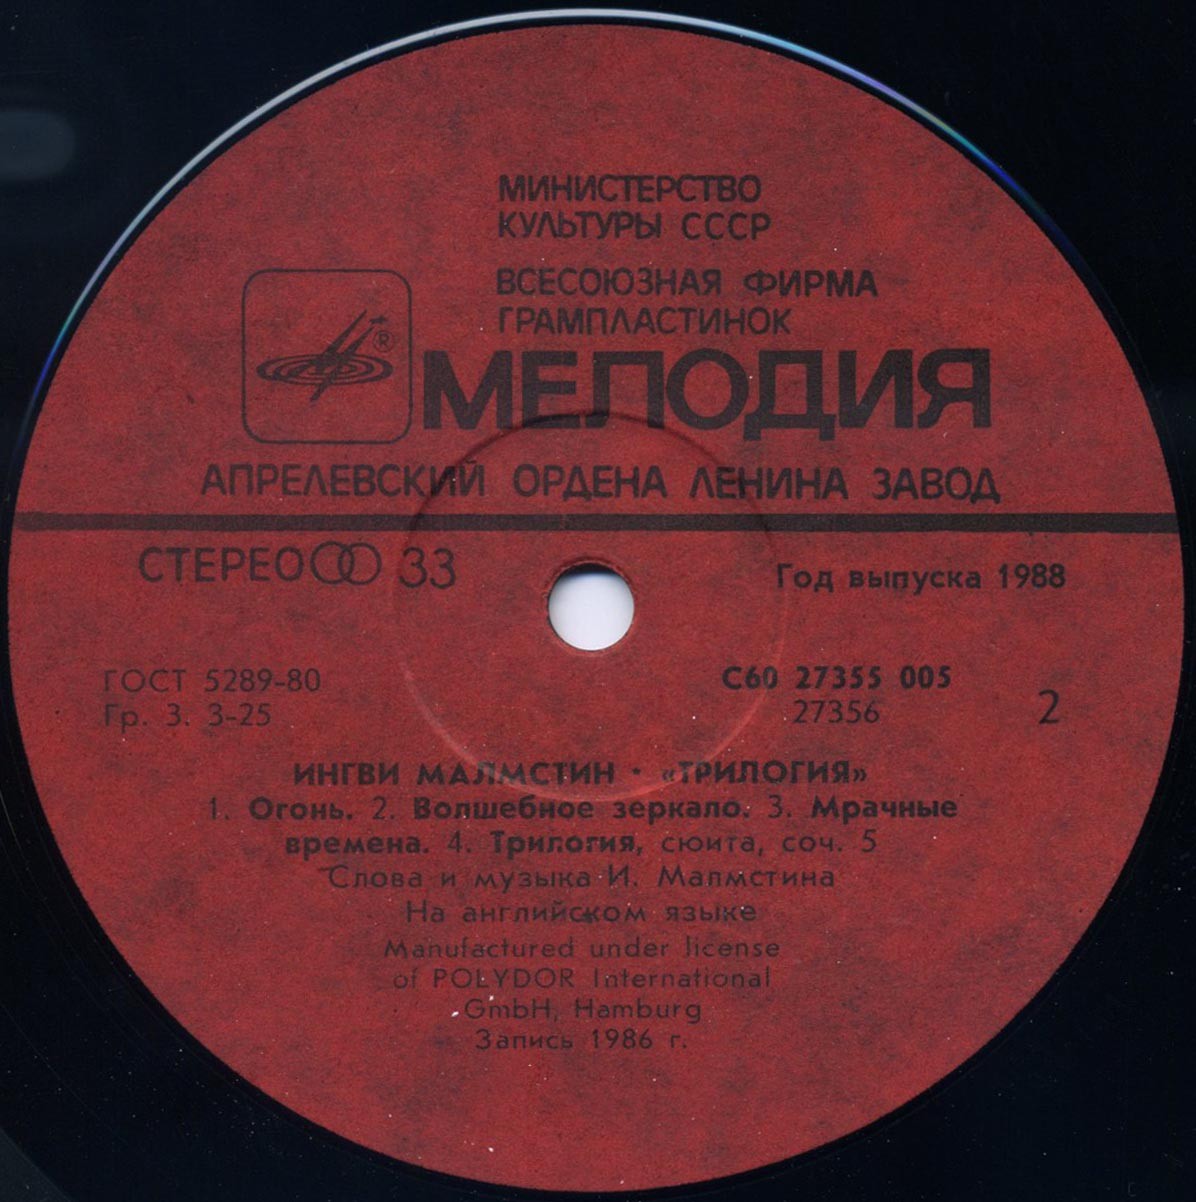 МИНИСТЕРСТВО
КУЛЬТУРЫ СССР
ВСЕСОЮЗНАЯ ФИРМА
ГРАМПЛАСТИНОК
®
МЕЛОДИЯ
АПРЕЛЕВСКИЙ ОРДЕНА ЛЕНИНА ЗАВОД
СТЕРЕО 33
Год выпуска 1988
ГОСТ 5289-80
Гр. 3. 3-25
С60 27355 005
27356
2
ИНГВИ МАЛМСТИН · «ТРИЛОГИЯ»
1. Огонь. 2. Волшебное зеркало. 3. Мрачные
времена. 4. Трилогия, сюита, соч. 5
Слова и музыка И. Малмстина
На английском языке
Manufactured under license
of POLYDOR International
GmbH, Hamburg
Запись 1986 г.